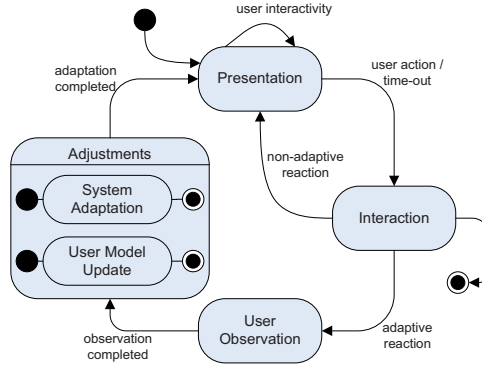 user interactivity
Presentation
user action /
time-out
adaptation
completed
Adjustments
System
Adaptation
User Model
Update
non-adaptive
reaction
Interaction
User
Observation
observation
completed
adaptive
reaction